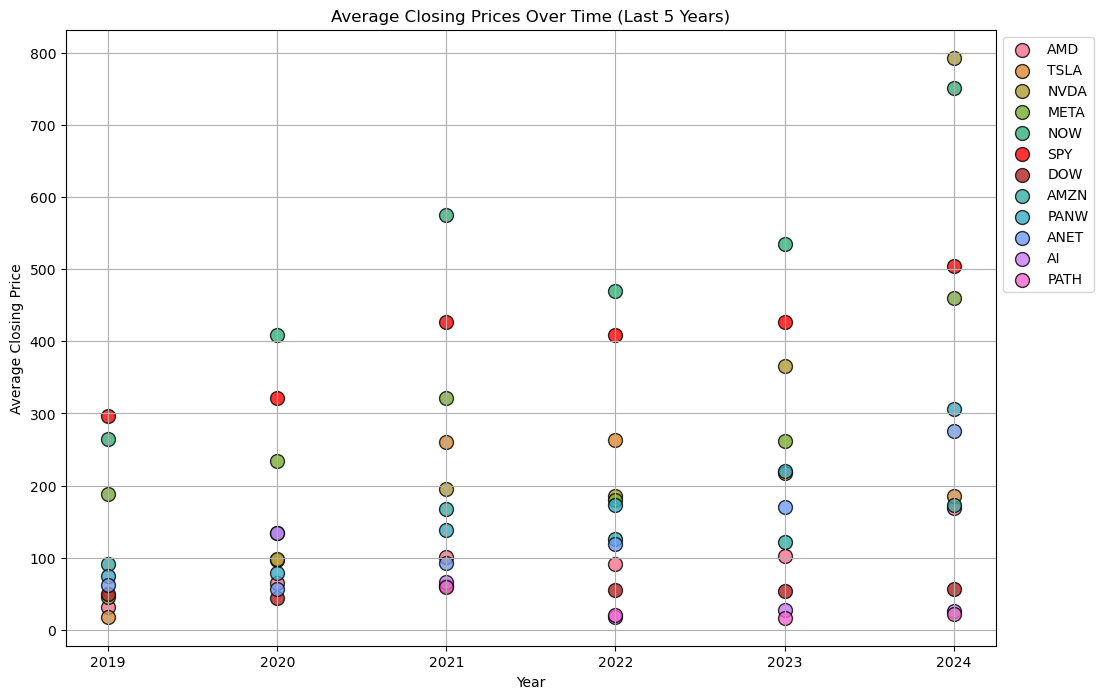 Average Closing Prices Over Time (Last 5 Years)
800
700
600
500
400
300
200
100
0
Average Closing Price
2019 2020 2021 2022 2023 2024
Year
AMD
TSLA
NVDA
META
NOW
SPY
DOW
AMZN
PANW
ANET
AI
PATH